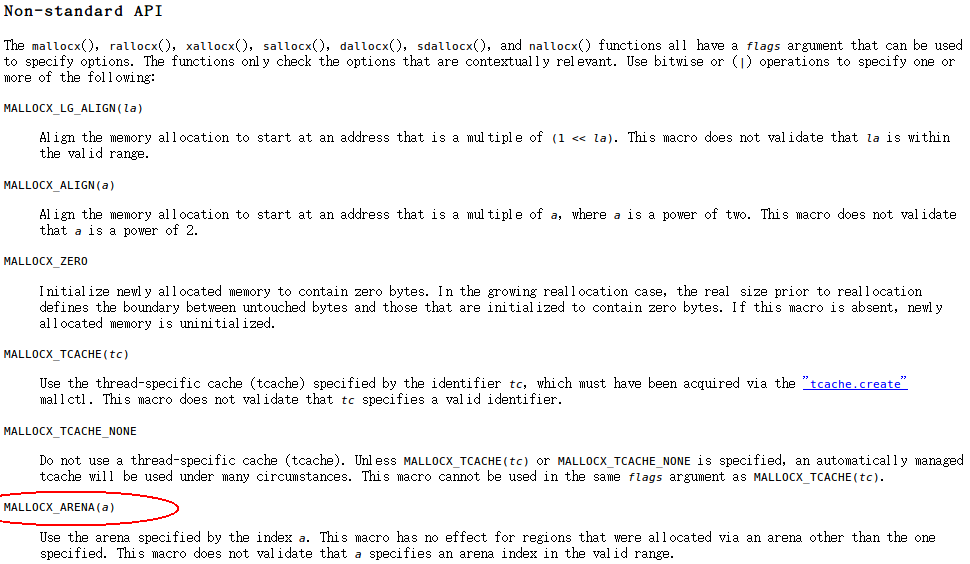 Non-standard API
The mallocx(), rallocx(), xallocx(), sallocx(), dallocx(), sdallocx(), and nallocx() functions all have a flags argument that can be used
to specify options. The functions only check the options that are contextually relevant. Use bitwise or (|) operations to specify one or
more of the following:
MALLOCX_LG_ALIGN(la)
Align the memory allocation to start at an address that is a multiple of (1 << la). This macro does not validate that la is within
the valid range.
MALLOCX_ALIGN(a)
Align the memory allocation to start at an address that is a multiple of a, where a is a power of two. This macro does not validate
that a is a power of 2.
MALLOCX_ZERO
Initialize newly allocated memory to contain zero bytes. In the growing reallocation case, the real size prior to reallocation
defines the boundary between untouched bytes and those that are initialized to contain zero bytes. If this macro is absent, newly
allocated memory is uninitialized.
MALLOCX_TCACHE(tc)
Use the thread-specific cache (tcache) specified by the identifier tc, which must have been acquired via the "tcache.create"
mallctl. This macro does not validate that tc specifies a valid identifier.
MALLOCX_TCACHE_NONE
Do not use a thread-specific cache (tcache). Unless MALLOCX_TCACHE(tc) or MALLOCX_TCACHE_NONE is specified, an automatically managed
tcache will be used under many circumstances. This macro cannot be used in the same flags argument as MALLOCX_TCACHE(tc).
MALLOCX_ARENA(a)
Use the arena specified by the index a. This macro has no effect for regions that were allocated via an arena other than the one
specified. This macro does not validate that a specifies an arena index in the valid range.